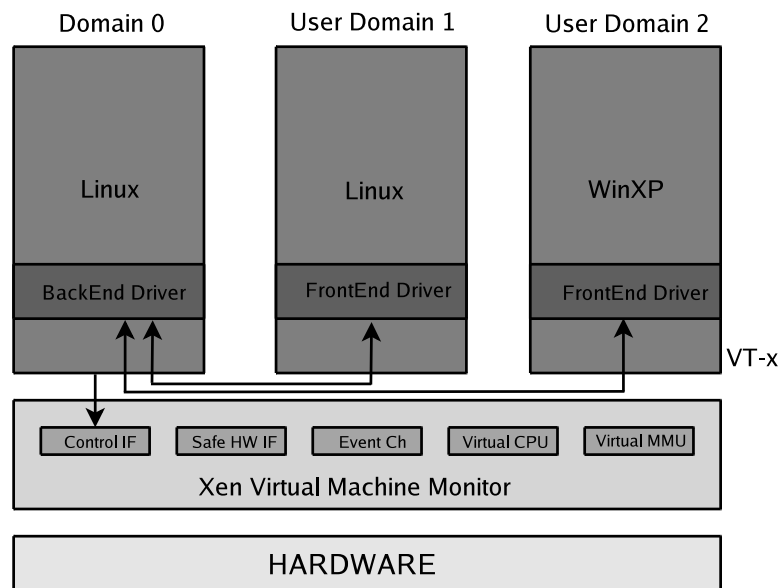 Domain 0
User Domain 1
User Domain 2
Linux
Linux
WinXP
BackEnd Driver
FrontEnd Driver
FrontEnd Driver
VT-x
Control IF
Safe HW IF
Event Ch
Virtual CPU
Virtual MMU
Xen Virtual Machine Monitor
HARDWARE